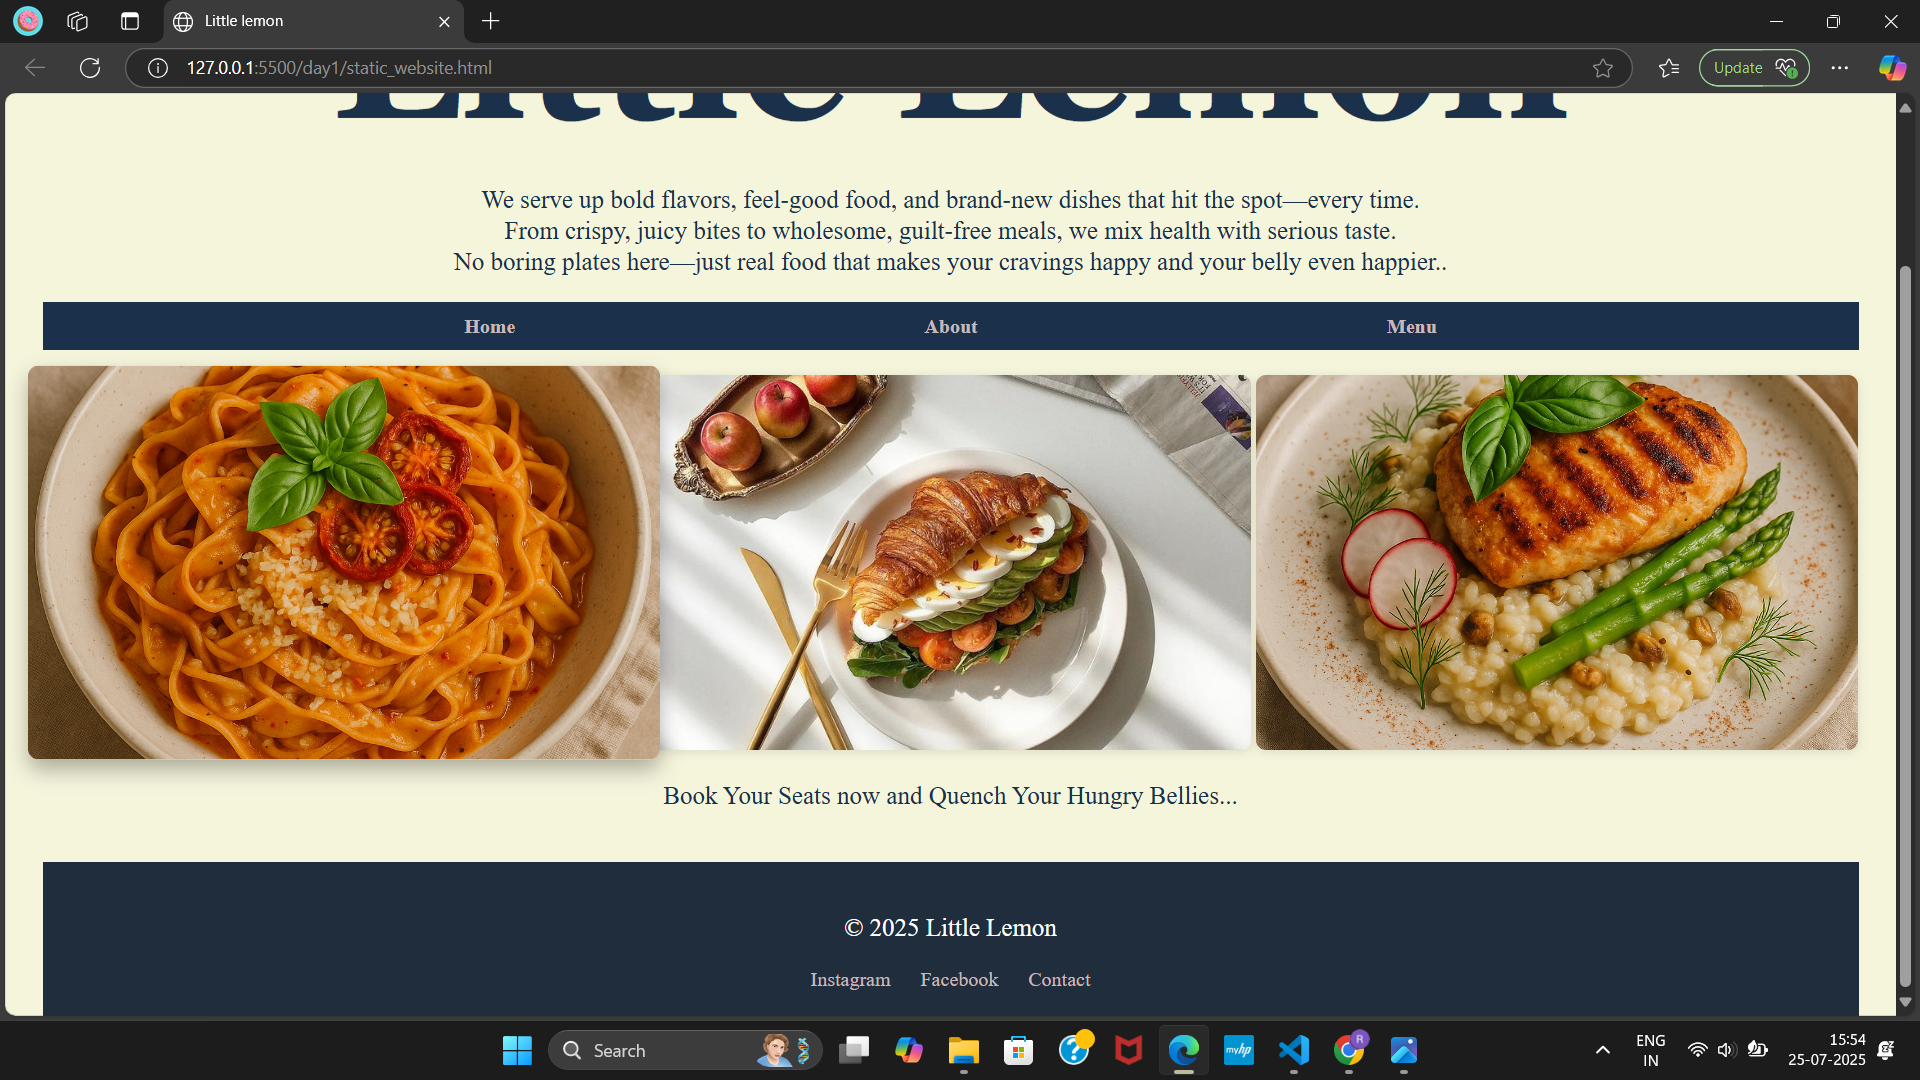 Little lemon
127.0.0.1:5500/day1/static_website.html
Update
Little Lemon
We serve up bold flavors, feel-good food, and brand-new dishes that hit the spot—every time.
From crispy, juicy bites to wholesome, guilt-free meals, we mix health with serious taste.
No boring plates here—just real food that makes your cravings happy and your belly even happier..
Home
About
Menu
Book Your Seats now and Quench Your Hungry Bellies...
© 2025 Little Lemon
Instagram Facebook Contact
Search
myhp
R
ENG
IN
15:54
25-07-2025